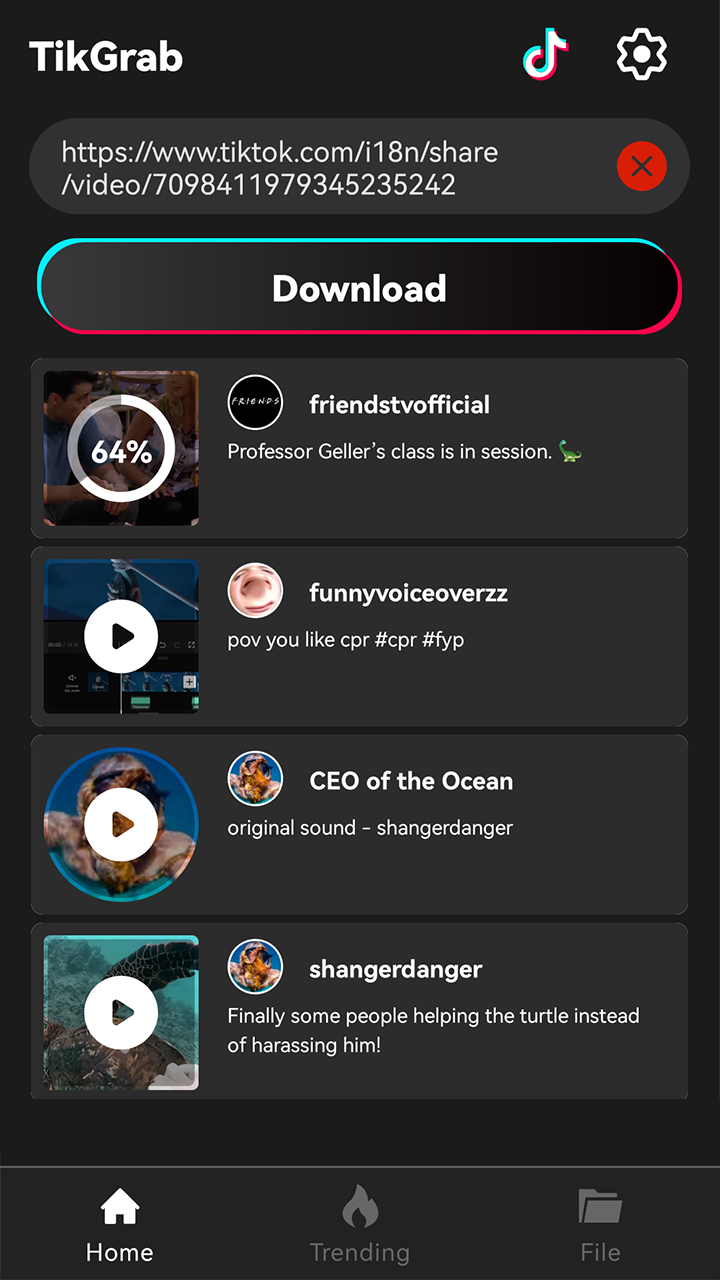 TikGrab
https://www.tiktok.com/i18n/share
/video/7098411979345235242
Download
64%
FRIENDS
friendstvofficial
Professor Geller’s class is in session. 🦕
funnyvoiceoverzz
pov you like cpr #cpr #fyp
CEO of the Ocean
original sound - shangerdanger
shangerdanger
Finally some people helping the turtle instead
of harassing him!
Home
Trending
File